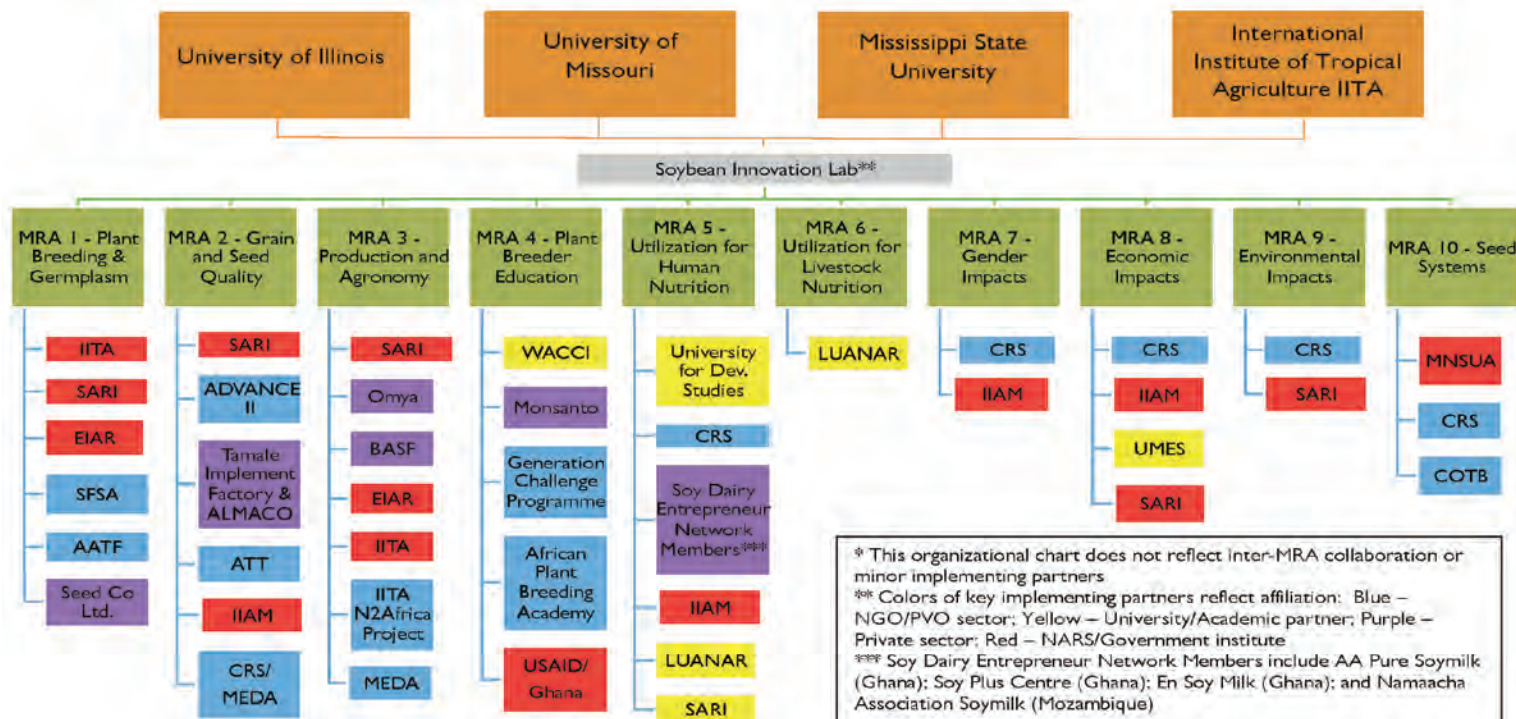 University of Illinois
University of
Missouri
Mississippi State
University
International
Institute of Tropical
Agriculture IITA
Soybean Innovation Lab**
MRA 1 - Plant
Breeding &
Germplasm
IITA
SARI
EIAR
SFSA
AATF
Seed Co
Ltd.
MRA 2 - Grain
and Seed
Quality
SARI
ADVANCE
II
Tamale
Implement
Factory &
ALMACO
ATT
IIAM
CRS/
MEDA
MRA 3 -
Production and
Agronomy
SARI
Omya
BASF
EIAR
IITA
IITA
N2Africa
Project
MEDA
MRA 4 - Plant
Breeder
Education
WACCI
Monsanto
Generation
Challenge
Programme
African
Plant
Breeding
Academy
USAID/
Ghana
MRA 5 -
Utilization for
Human
Nutrition
University
for Dev.
Studies
CRS
Soy Dairy
Entrepreneur
Network
Members***
IIAM
LUANAR
SARI
MRA 6 -
Utilization for
Livestock
Nutrition
LUANAR
MRA 7 -
Gender
Impacts
CRS
IIAM
MRA 8 -
Economic
Impacts
CRS
IIAM
UMES
SARI
MRA 9 -
Environmental
Impacts
CRS
SARI
MRA 10 - Seed
Systems
MNSUA
CRS
COTB
* This organizational chart does not reflect inter-MRA collaboration or
minor implementing partners
** Colors of key implementing partners reflect affiliation: Blue –
NGO/PVO sector; Yellow – University/Academic partner; Purple –
Private sector; Red – NARS/Government institute
*** Soy Dairy Entrepreneur Network Members include AA Pure Soymilk
(Ghana); Soy Plus Centre (Ghana); En Soy Milk (Ghana); and Namaacha
Association Soymilk (Mozambique)